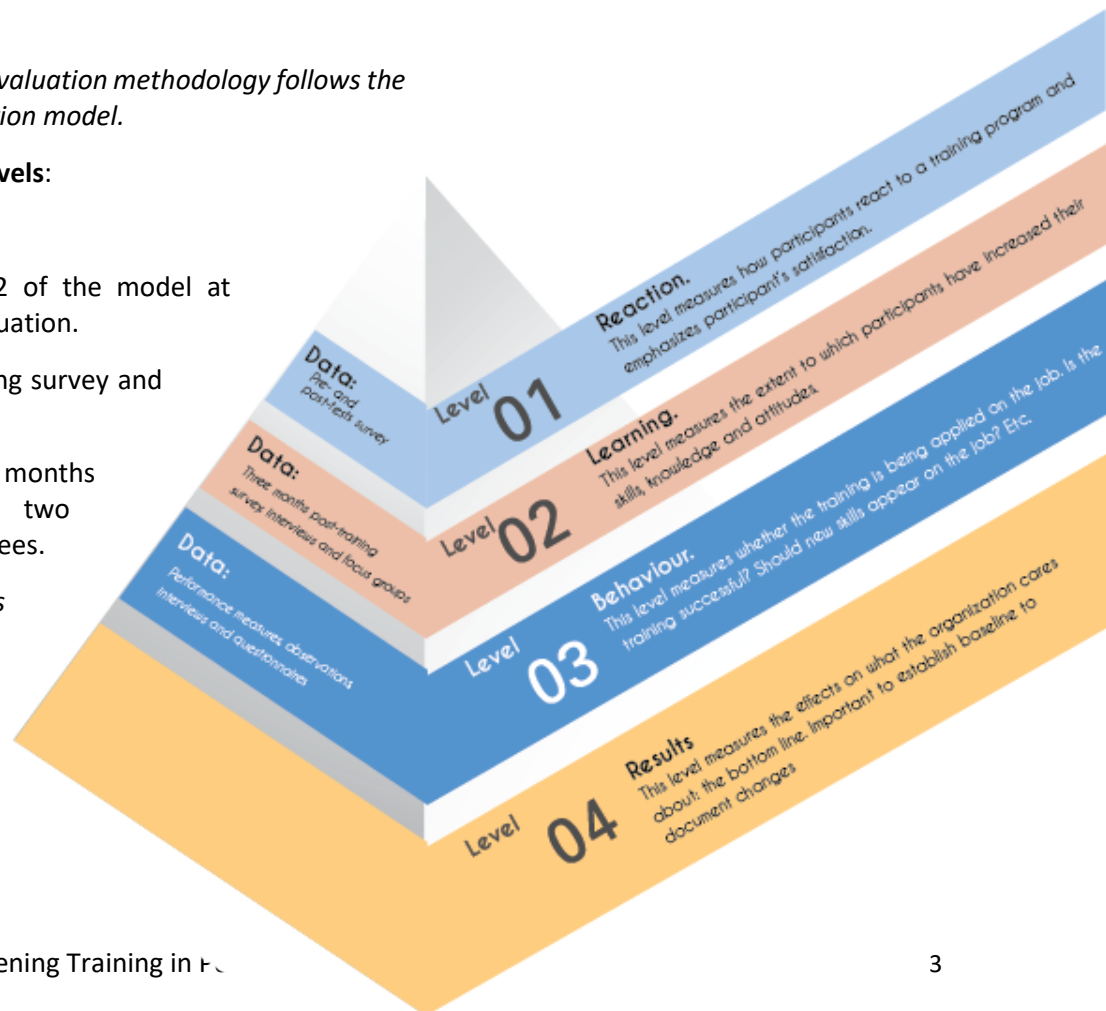 valuation methodology follows the
tion model.
vels:
2 of the model at
uation.
ng survey and
months
two
ees.
s
Data:
Pre- and
post-tests survey
Level 01
Reaction.
This level measures how participants react to a training program and
emphasizes participant's satisfaction.
Data:
Three months post-training
survey, interviews and focus groups
Level 02
Learning.
This level measures the extent to which participants have increased their
skills, knowledge and attitudes.
Data:
Performance measures, observations,
interviews and questionnaires
Level 03
Behaviour.
This level measures whether the training is being applied on the job. Is the
training successful? Should new skills appear on the job? Etc.
Level 04
Results
This level measures the effects on what the organization cares
about: the bottom line. Important to establish baseline to
document changes
ening Training in
3